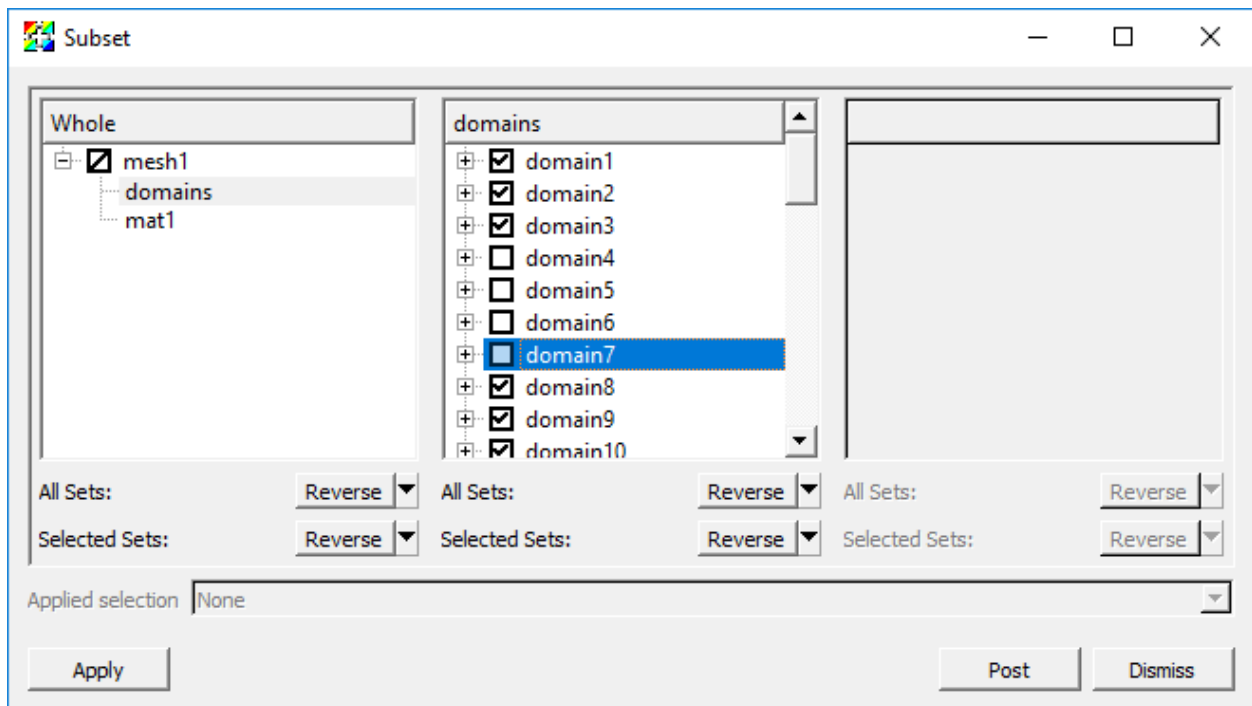 Subset
Whole
mesh1
domains
mat1
domains
domain1
domain2
domain3
domain4
domain5
domain6
domain7
domain8
domain9
domain10
All Sets: Reverse All Sets: Reverse All Sets: Reverse
Selected Sets: Reverse Selected Sets: Reverse Selected Sets: Reverse
Applied selection None
Apply Post Dismiss